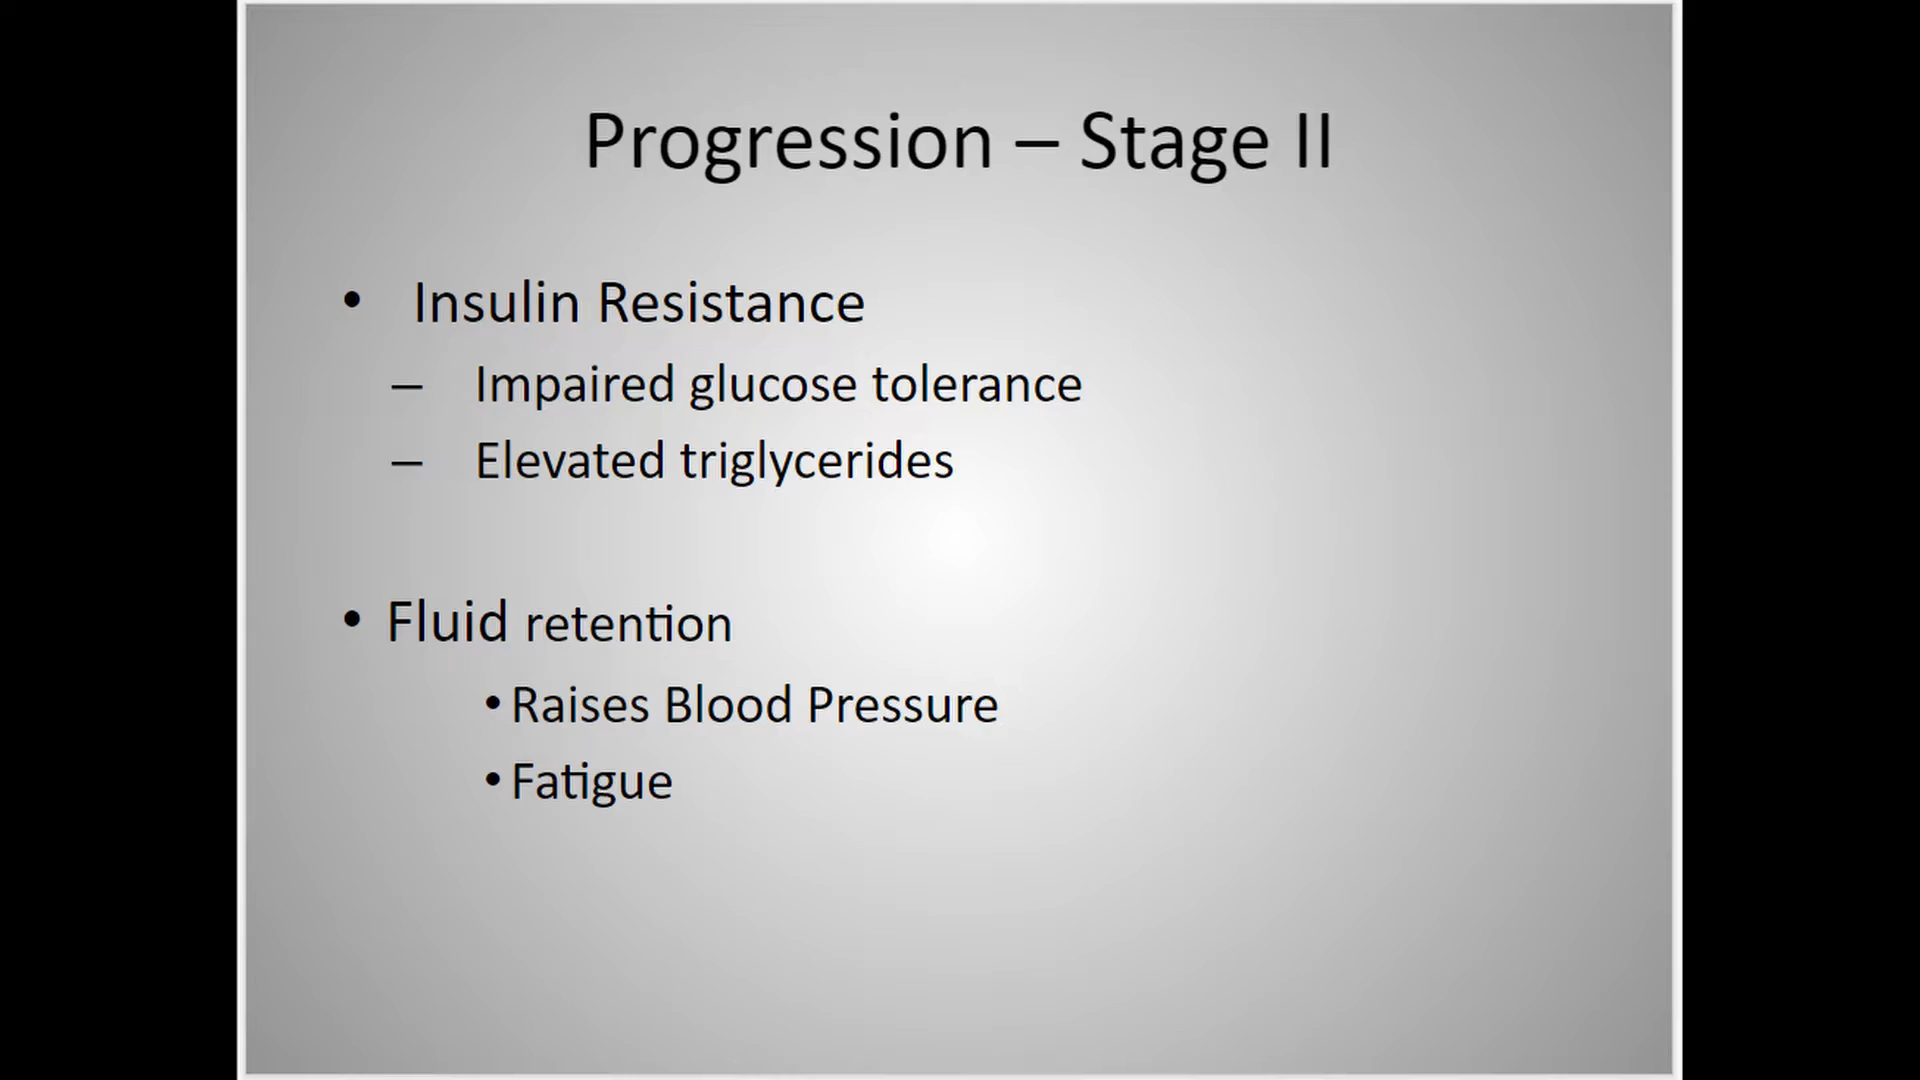 Progression – Stage II
• Insulin Resistance
– Impaired glucose tolerance
– Elevated triglycerides
• Fluid retention
• Raises Blood Pressure
• Fatigue